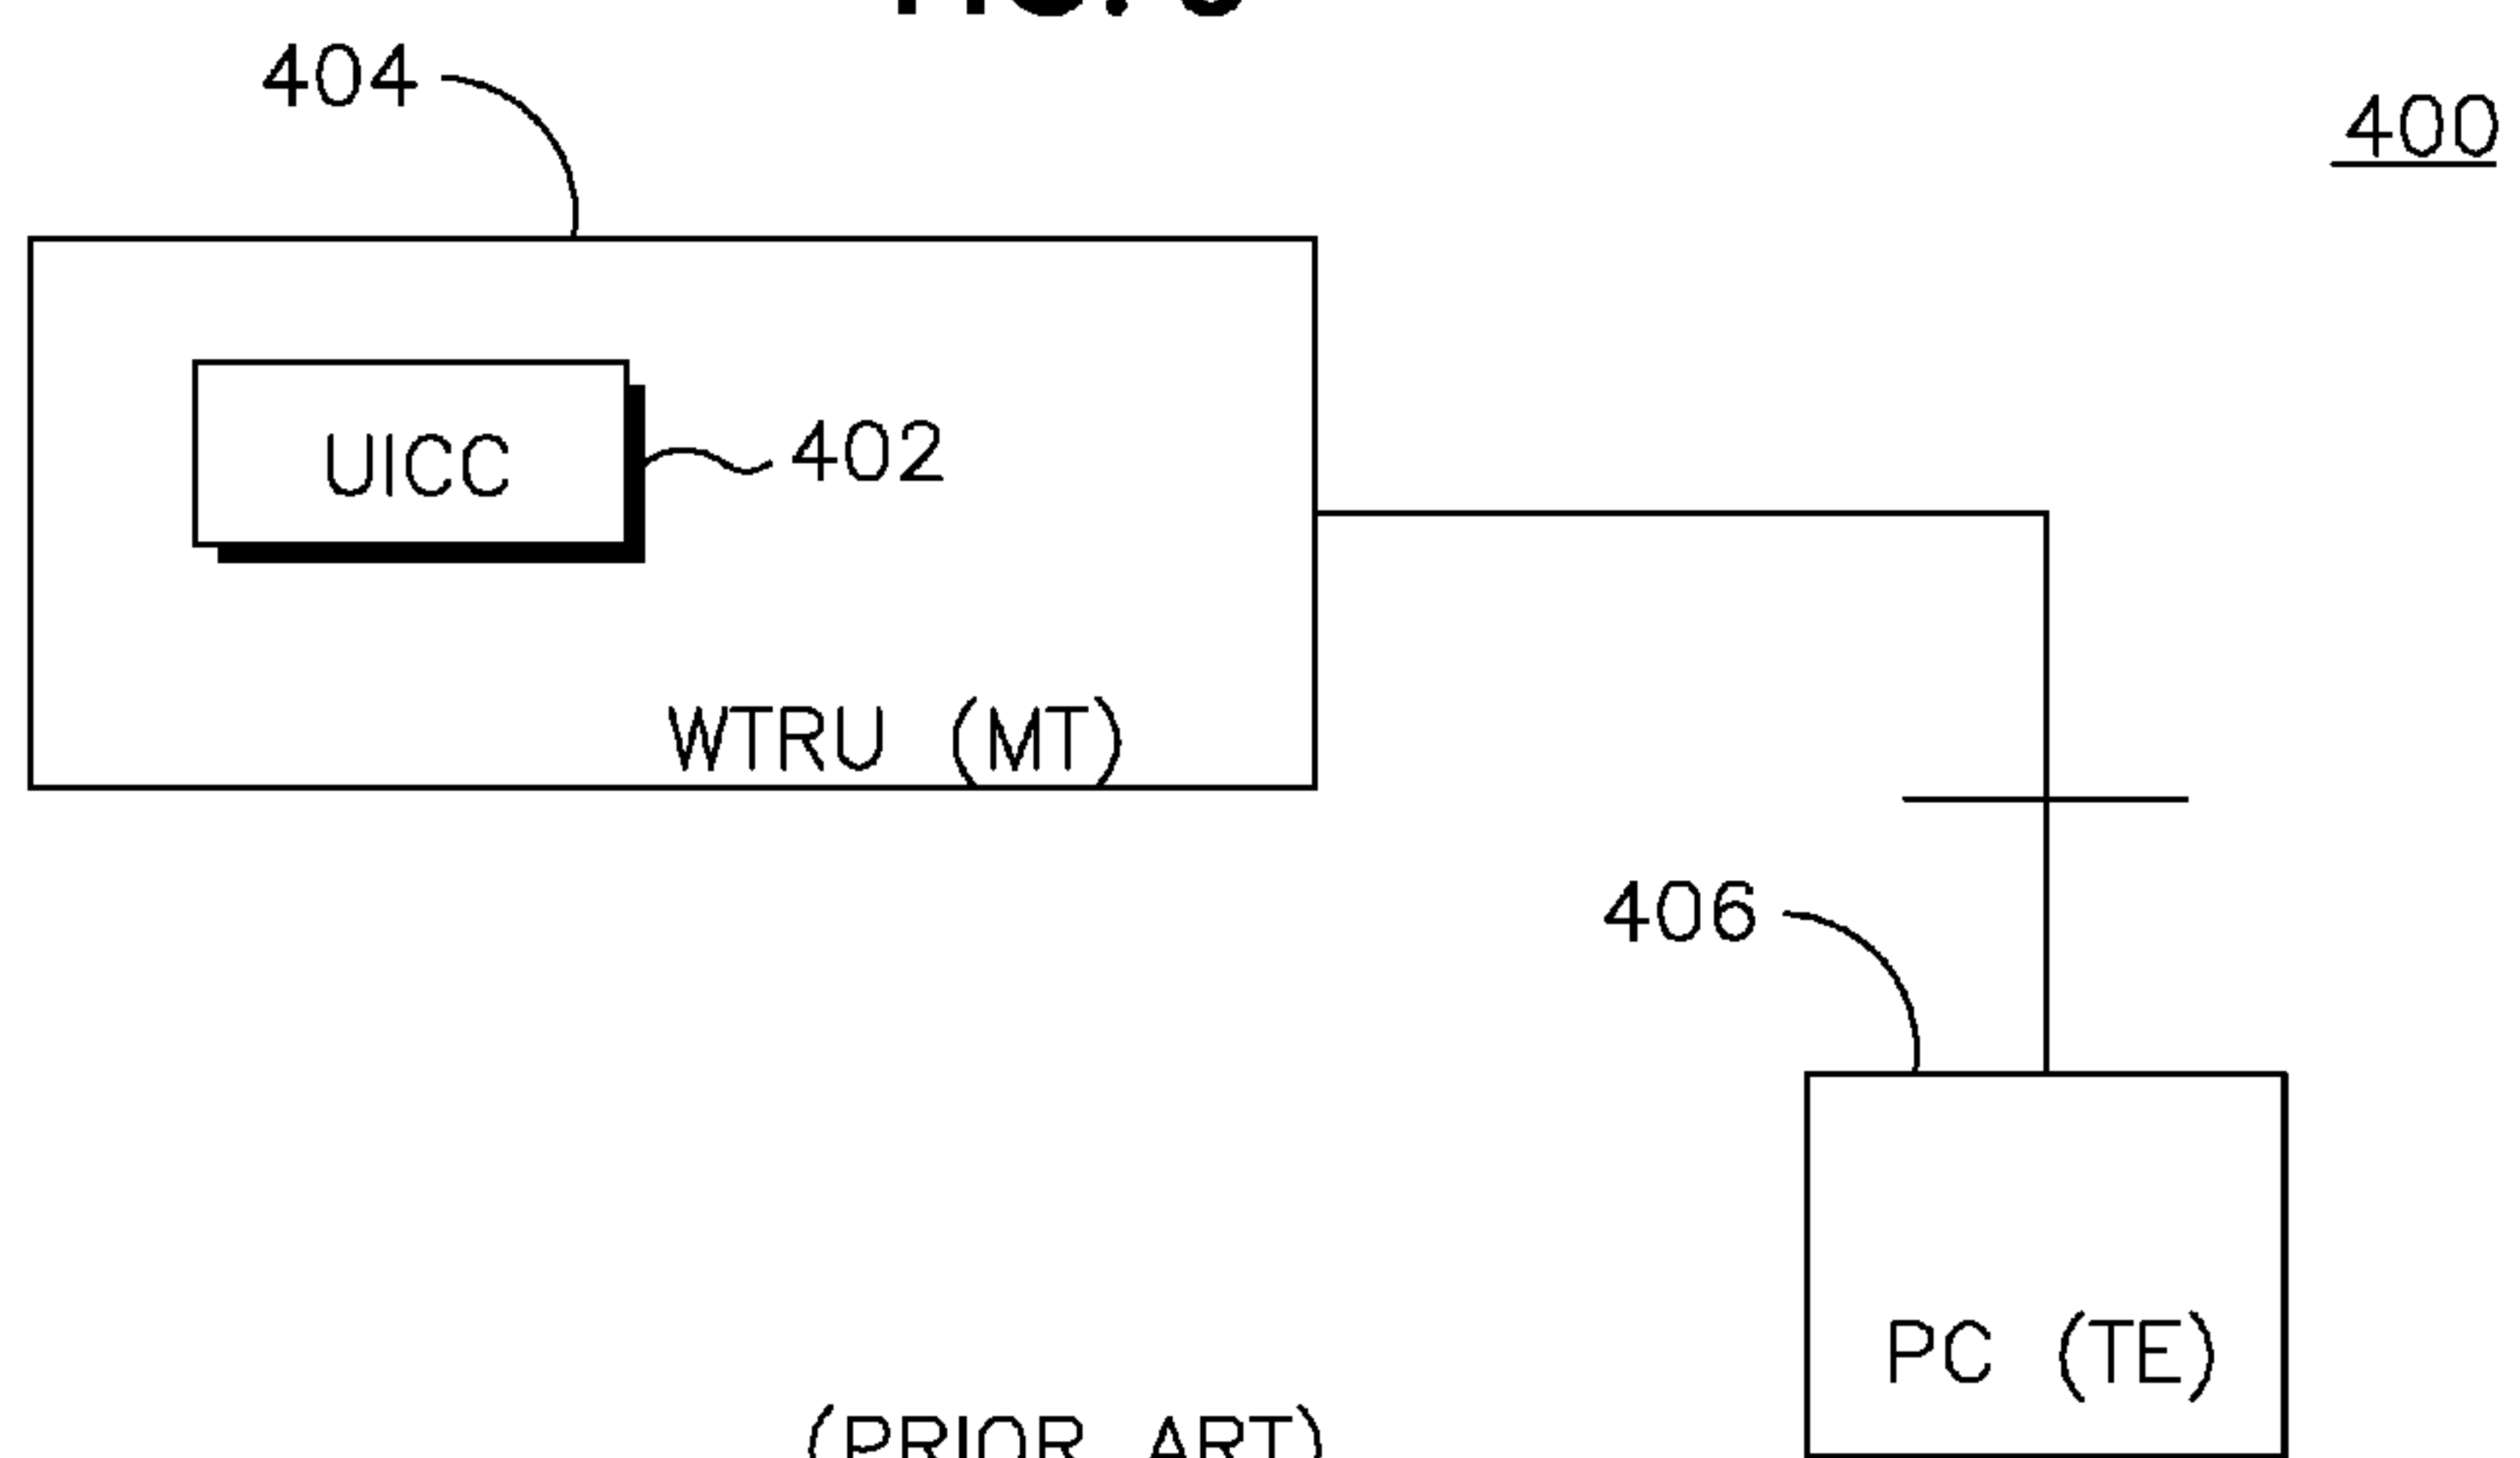 404
400
UICC
402
WTRU (MT)
406
PC (TE)
(PRIOR ART)